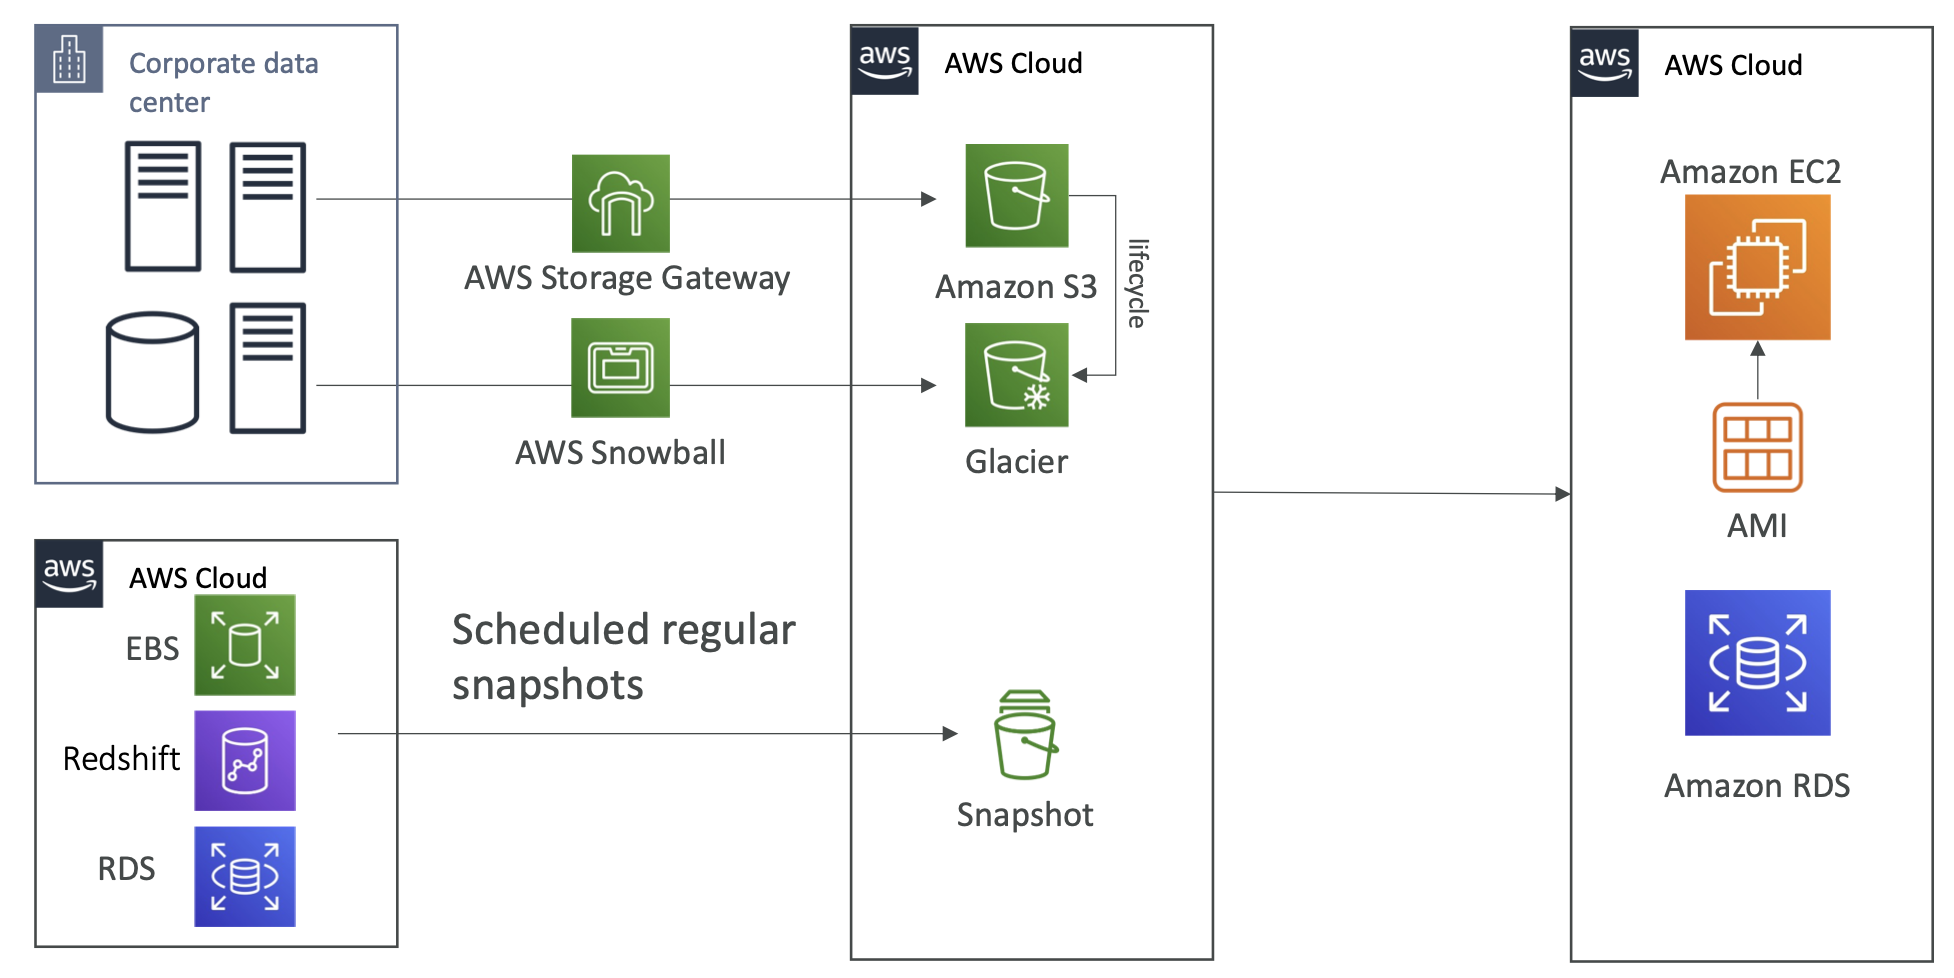 Corporate data
center
AWS Storage Gateway
AWS Snowball
aws
AWS Cloud
EBS
Redshift
RDS
Scheduled regular
snapshots
aws
AWS Cloud
Amazon S3
lifecycle
Glacier
Snapshot
aws
AWS Cloud
Amazon EC2
AMI
Amazon RDS